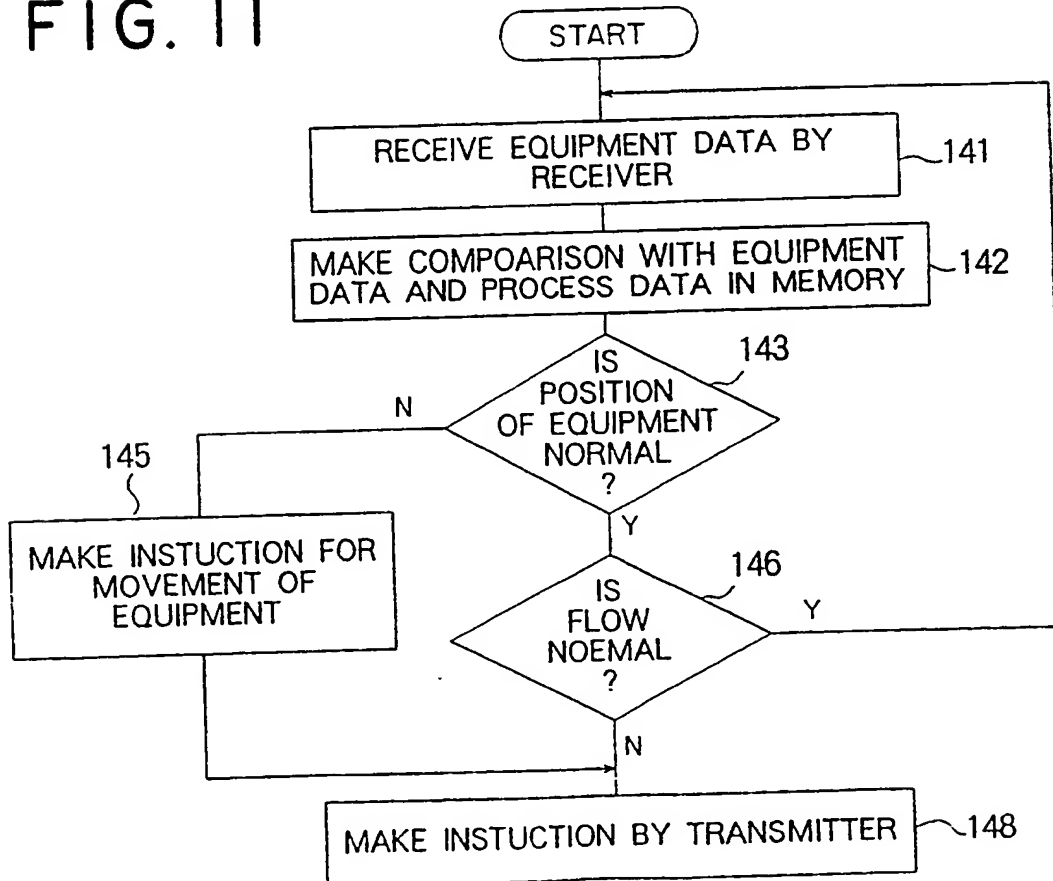 FIG. 11
START
RECEIVE EQUIPMENT DATA BY
RECEIVER
141
MAKE COMPOARISON WITH EQUIPMENT
DATA AND PROCESS DATA IN MEMORY
142
IS
POSITION
OF EQUIPMENT
NORMAL
?
143
N
Y
145
MAKE INSTUCTION FOR
MOVEMENT OF
EQUIPMENT
IS
FLOW
NOEMAL
?
146
Y
N
MAKE INSTUCTION BY TRANSMITTER
148